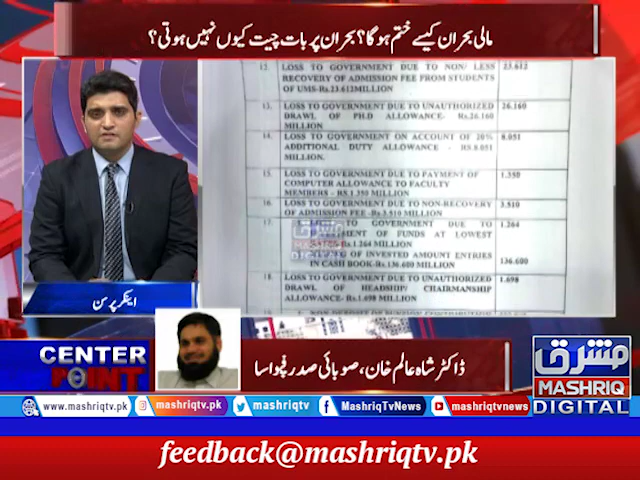 مالی بحران کیسے ختم ہوگا؟ بحران پر بات چیت کیوں نہیں ہوتی؟
12. LOSS TO GOVERNMENT DUE TO NON/ LESS 23.612
RECOVERY OF ADMISSION FEE FROM STUDENTS
OF UMS-Rs.23.612MILLION
13. LOSS TO GOVERNMENT DUE TO UNAUTHORIZED 26.160
DRAWL OF PH.D ALLOWANCE- Rs.26.160
MILLION
14. LOSS TO GOVERNMENT ON ACCOUNT OF 20% 8.051
ADDITIONAL DUTY ALLOWANCE - RS.8.051
MILLION.
15. LOSS TO GOVERNMENT DUE TO PAYMENT OF 1.350
COMPUTER ALLOWANCE TO FACULTY
MEMBERS - RS 1.350 MILLION
16. LOSS TO GOVERNMENT DUE TO NON-RECOVERY 3.510
OF ADMISSION FEE -Rs.3.510 MILLION
17. TO GOVERNMENT DUE TO 1.264
OF FUNDS AT LOWEST
1.264 MILLION
OF INVESTED AMOUNT ENTRIES 136.600
IN CASH BOOK-Rs.136.600 MILLION
18. LOSS TO GOVERNMENT DUE TO UNAUTHORIZED 1.698
DRAWL OF HEADSHIP/ CHAIRMANSHIP
ALLOWANCE- Rs.1.698 MILLION
اینکر پرسن
CENTER
POINT
ڈاکٹر شاہ عالم خان، صوبائی صدر فپواسا
مشرق
MASHRIQ
DIGITAL
www.mashriqtv.pk mashriqtv.pk mashriqtv.pk MashriqTvNews mashriqtvnews
feedback@mashriqtv.pk